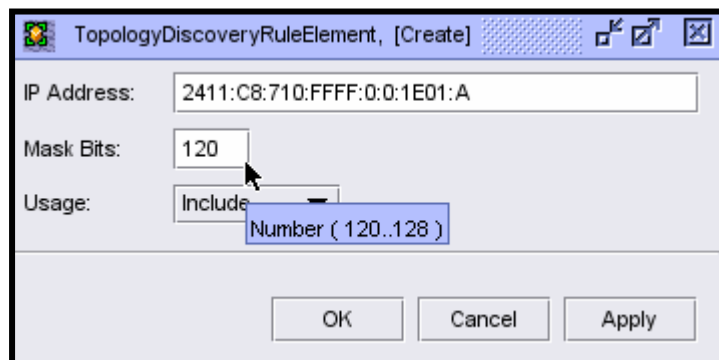 TopologyDiscoveryRuleElement, [Create]
IP Address: 2411:C8:710:FFFF:0:0:1E01:A
Mask Bits: 120
Usage: Include
Number ( 120..128 )
OK Cancel Apply